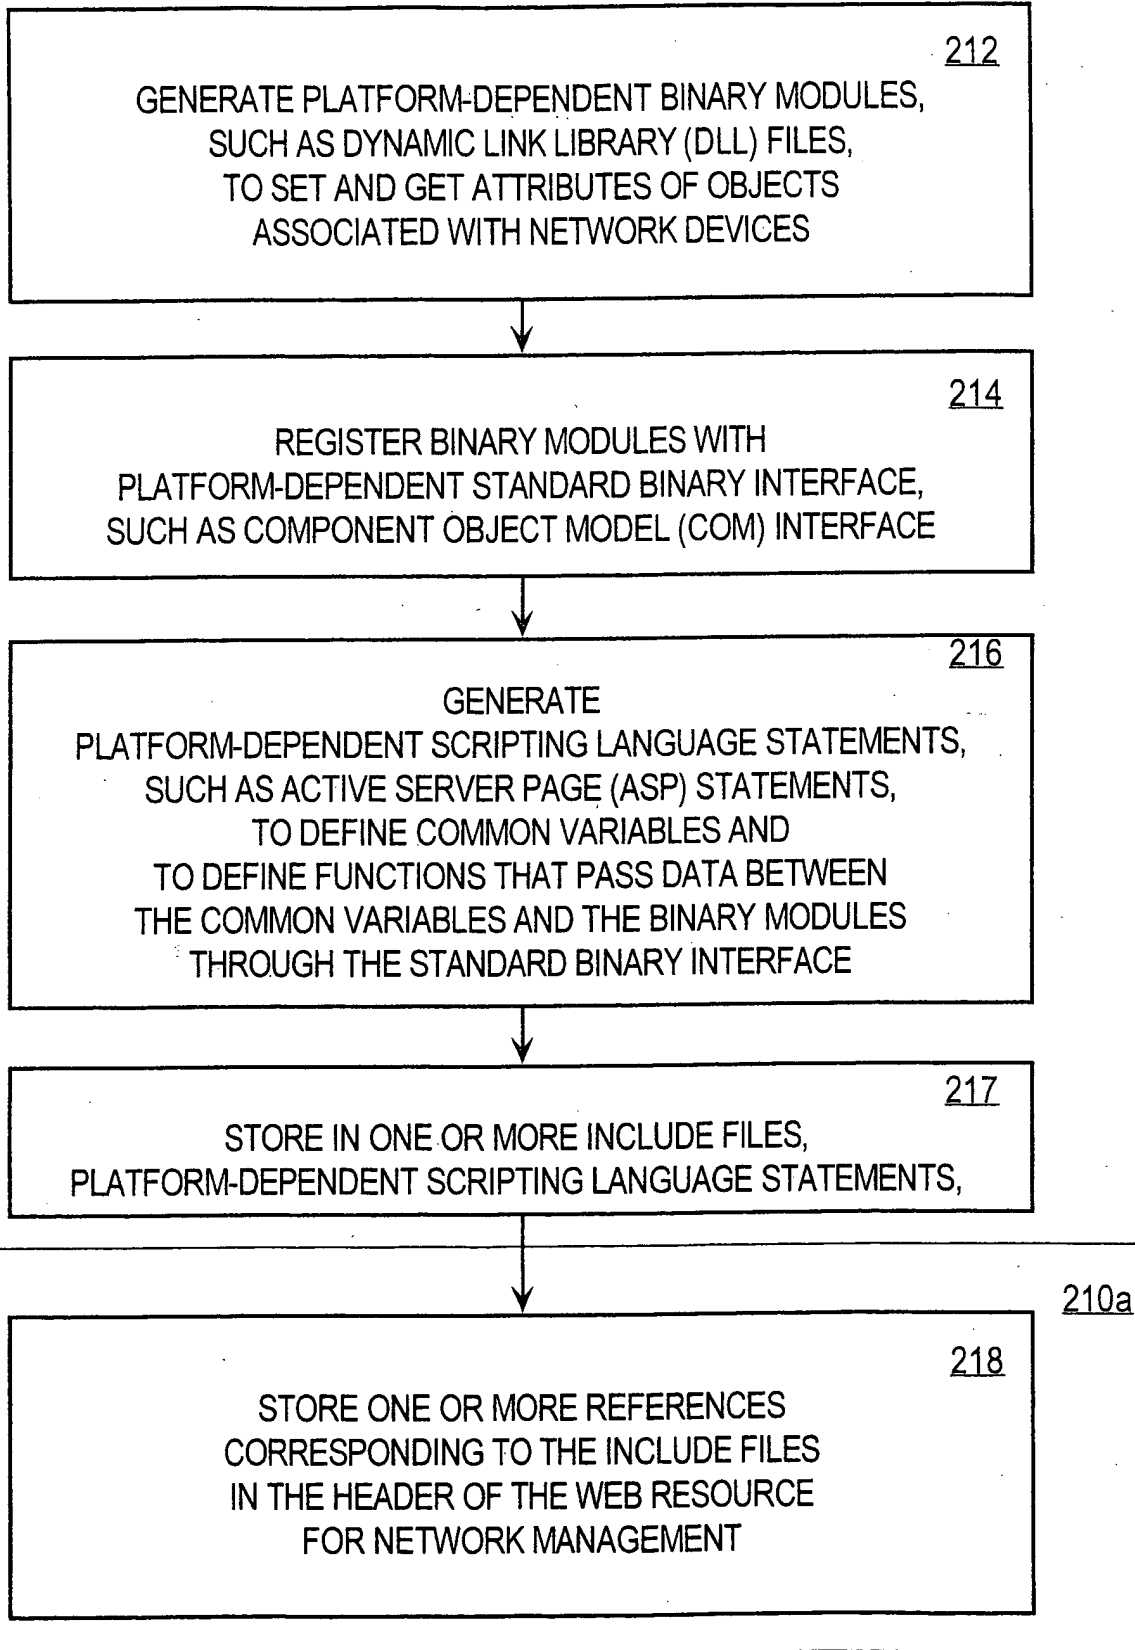 212
GENERATE PLATFORM-DEPENDENT BINARY MODULES,
SUCH AS DYNAMIC LINK LIBRARY (DLL) FILES,
TO SET AND GET ATTRIBUTES OF OBJECTS
ASSOCIATED WITH NETWORK DEVICES
214
REGISTER BINARY MODULES WITH
PLATFORM-DEPENDENT STANDARD BINARY INTERFACE,
SUCH AS COMPONENT OBJECT MODEL (COM) INTERFACE
216
GENERATE
PLATFORM-DEPENDENT SCRIPTING LANGUAGE STATEMENTS,
SUCH AS ACTIVE SERVER PAGE (ASP) STATEMENTS,
TO DEFINE COMMON VARIABLES AND
TO DEFINE FUNCTIONS THAT PASS DATA BETWEEN
THE COMMON VARIABLES AND THE BINARY MODULES
THROUGH THE STANDARD BINARY INTERFACE
217
STORE IN ONE OR MORE INCLUDE FILES,
PLATFORM-DEPENDENT SCRIPTING LANGUAGE STATEMENTS,
210a
218
STORE ONE OR MORE REFERENCES
CORRESPONDING TO THE INCLUDE FILES
IN THE HEADER OF THE WEB RESOURCE
FOR NETWORK MANAGEMENT